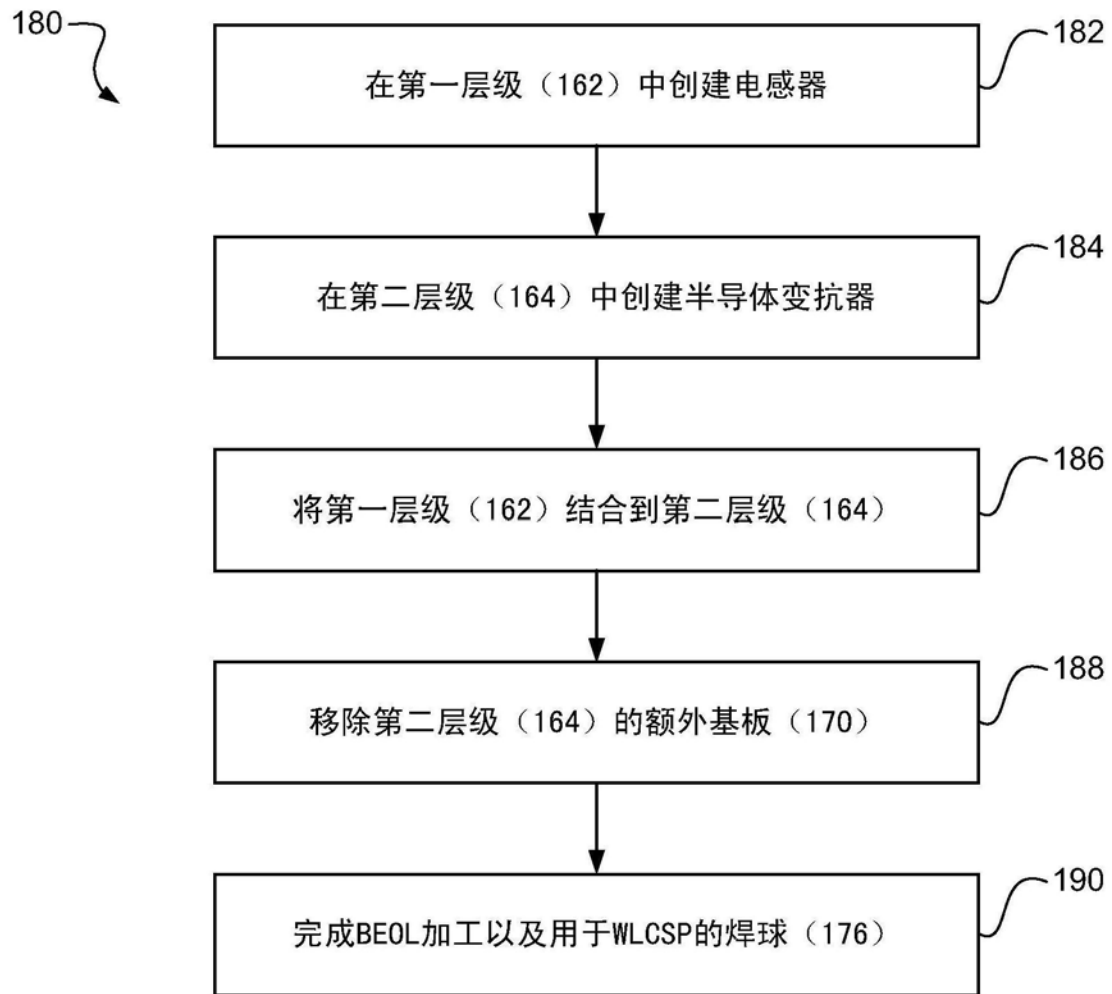 180
182
在第一层级（162）中创建电感器
184
在第二层级（164）中创建半导体变抗器
186
将第一层级（162）结合到第二层级（164）
188
移除第二层级（164）的额外基板（170）
190
完成BEOL加工以及用于WLCSP的焊球（176）